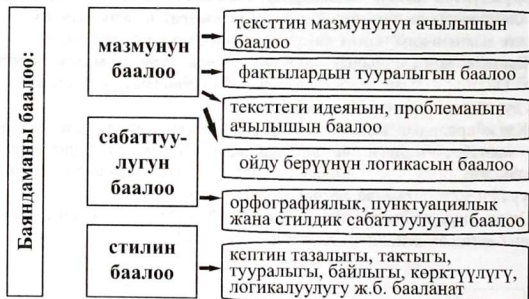 Баяндаманы баалоо:
мазмунун
баалоо
тексттин мазмунунун ачылышын
баалоо
фактылардын тууралыгын баалоо
тексттеги идеянын, проблеманын
ачылышын баалоо
ойду берүүнүн логикасын баалоо
сабаттуу-
лугун
баалоо
орфографиялык, пунктуациялык
жана стилдик сабаттуулугун баалоо
стилин
баалоо
кептин тазалыгы, тактыгы,
тууралыгы, байлыгы, көрктүүлүгү,
логикалуулугу ж.б. бааланат